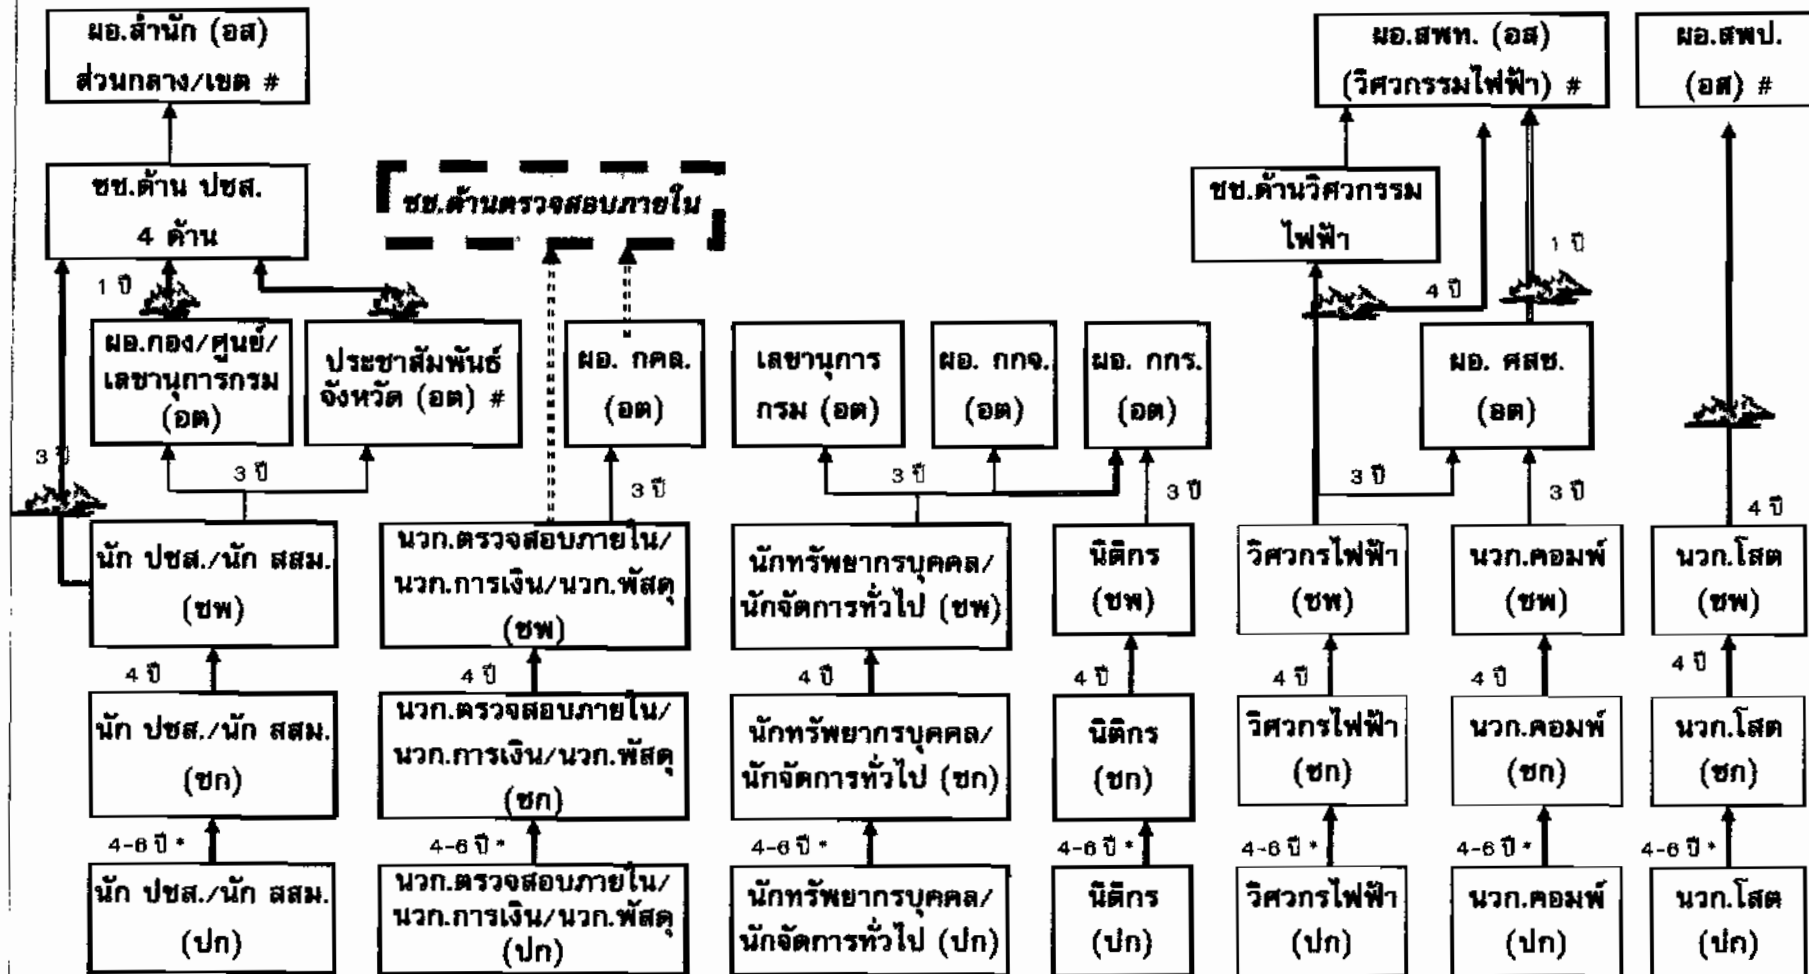 ผอ.สำนัก (อส)
ส่วนกลาง/เขต #
ผอ.สพท. (อส)
(วิศวกรรมไฟฟ้า) #
ผอ.สพป.
(อส) #
ชช.ด้าน ปชส.
4 ด้าน
ชช.ด้านตรวจสอบภายใน
ชช.ด้านวิศวกรรม
ไฟฟ้า
1 ปี
4 ปี
1 ปี
ผอ.กอง/ศูนย์/
เลขานุการกรม
(อต)
ประชาสัมพันธ์
จังหวัด (อต) #
ผอ. กคล.
(อต)
เลขานุการ
กรม (อต)
ผอ. กกจ.
(อต)
ผอ. กกร.
(อต)
ผอ. ศสช.
(อต)
3 ปี
3 ปี
3 ปี
3 ปี
3 ปี
3 ปี
3 ปี
4 ปี
นัก ปชส./นัก สสม.
(ชพ)
นวก.ตรวจสอบภายใน/
นวก.การเงิน/นวก.พัสดุ
(ชพ)
นักทรัพยากรบุคคล/
นักจัดการทั่วไป (ชพ)
นิติกร
(ชพ)
วิศวกรไฟฟ้า
(ชพ)
นวก.คอมพ์
(ชพ)
นวก.โสต
(ชพ)
4 ปี
4 ปี
4 ปี
4 ปี
4 ปี
4 ปี
4 ปี
นัก ปชส./นัก สสม.
(ชก)
นวก.ตรวจสอบภายใน/
นวก.การเงิน/นวก.พัสดุ
(ชก)
นักทรัพยากรบุคคล/
นักจัดการทั่วไป (ชก)
นิติกร
(ชก)
วิศวกรไฟฟ้า
(ชก)
นวก.คอมพ์
(ชก)
นวก.โสต
(ชก)
4-6 ปี *
4-6 ปี *
4-6 ปี *
4-6 ปี *
4-6 ปี *
4-6 ปี *
4-6 ปี *
นัก ปชส./นัก สสม.
(ปก)
นวก.ตรวจสอบภายใน/
นวก.การเงิน/นวก.พัสดุ
(ปก)
นักทรัพยากรบุคคล/
นักจัดการทั่วไป (ปก)
นิติกร
(ปก)
วิศวกรไฟฟ้า
(ปก)
นวก.คอมพ์
(ปก)
นวก.โสต
(ปก)